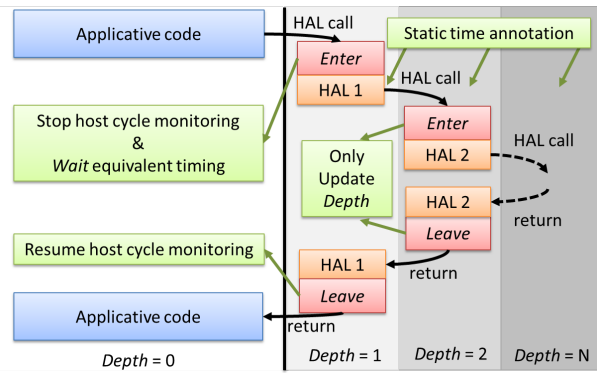 Applicative code
HAL call
Static time annotation
Enter
HAL 1
HAL call
Stop host cycle monitoring
&
Wait equivalent timing
Enter
HAL 2
HAL call
Only
Update
Depth
HAL 2
Leave
return
Resume host cycle monitoring
HAL 1
Leave
return
Applicative code
return
Depth = 0
Depth = 1
Depth = 2
Depth = N